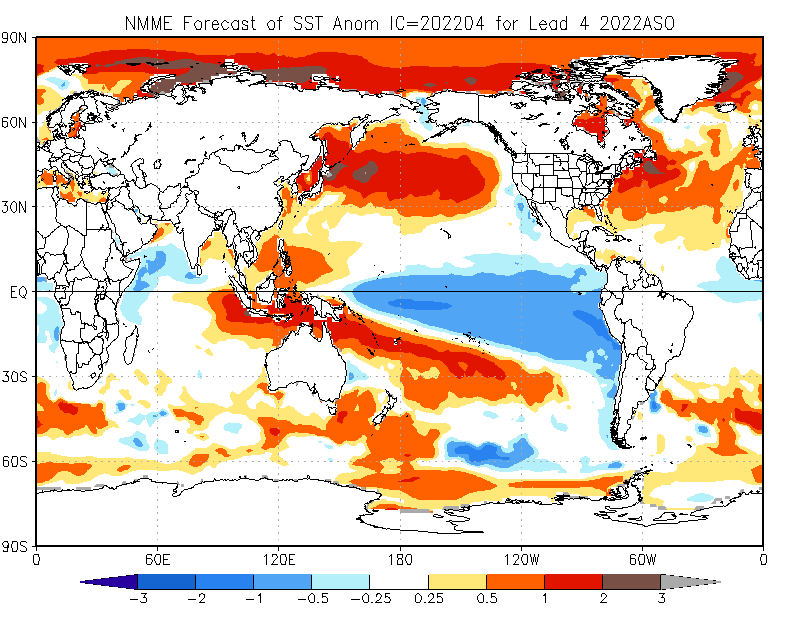 NMME Forecast of SST Anom IC=202204 for Lead 4 2022ASO
90N
60N
30N
EQ
30S
60S
90S
0 60E 120E 180 120W 60W 0
-3 -2 -1 -0.5 -0.25 0.25 0.5 1 2 3